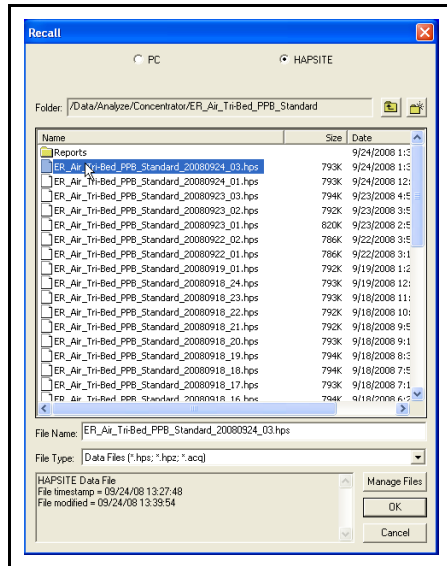 Recall
PC HAPSITE
Folder: /Data/Analyze/Concentrator/ER_Air_Tri-Bed_PPB_Standard
Name Size Date
Reports 9/24/2008 1:3
ER_Air_Tri-Bed_PPB_Standard_20080924_03.hps 793K 9/24/2008 1:3
ER_Air_Tri-Bed_PPB_Standard_20080924_01.hps 793K 9/24/2008 12:
ER_Air_Tri-Bed_PPB_Standard_20080923_03.hps 794K 9/23/2008 4:5
ER_Air_Tri-Bed_PPB_Standard_20080923_02.hps 792K 9/23/2008 3:5
ER_Air_Tri-Bed_PPB_Standard_20080923_01.hps 820K 9/23/2008 2:5
ER_Air_Tri-Bed_PPB_Standard_20080922_02.hps 786K 9/22/2008 3:5
ER_Air_Tri-Bed_PPB_Standard_20080922_01.hps 786K 9/22/2008 3:1
ER_Air_Tri-Bed_PPB_Standard_20080919_01.hps 792K 9/19/2008 1:2
ER_Air_Tri-Bed_PPB_Standard_20080918_24.hps 793K 9/19/2008 12:
ER_Air_Tri-Bed_PPB_Standard_20080918_23.hps 793K 9/18/2008 11:
ER_Air_Tri-Bed_PPB_Standard_20080918_22.hps 792K 9/18/2008 10:
ER_Air_Tri-Bed_PPB_Standard_20080918_21.hps 792K 9/18/2008 9:5
ER_Air_Tri-Bed_PPB_Standard_20080918_20.hps 793K 9/18/2008 9:1
ER_Air_Tri-Bed_PPB_Standard_20080918_19.hps 794K 9/18/2008 8:3
ER_Air_Tri-Bed_PPB_Standard_20080918_18.hps 794K 9/18/2008 7:5
ER_Air_Tri-Bed_PPB_Standard_20080918_17.hps 793K 9/18/2008 7:1
ER_Air_Tri-Bed_PPB_Standard_20080918_16.hps 794K 9/18/2008 6:2
File Name: ER_Air_Tri-Bed_PPB_Standard_20080924_03.hps
File Type: Data Files (*.hps; *.hpz; *.acq)
HAPSITE Data File
File timestamp = 09/24/08 13:27:48
File modified = 09/24/08 13:39:54
Manage Files
OK
Cancel